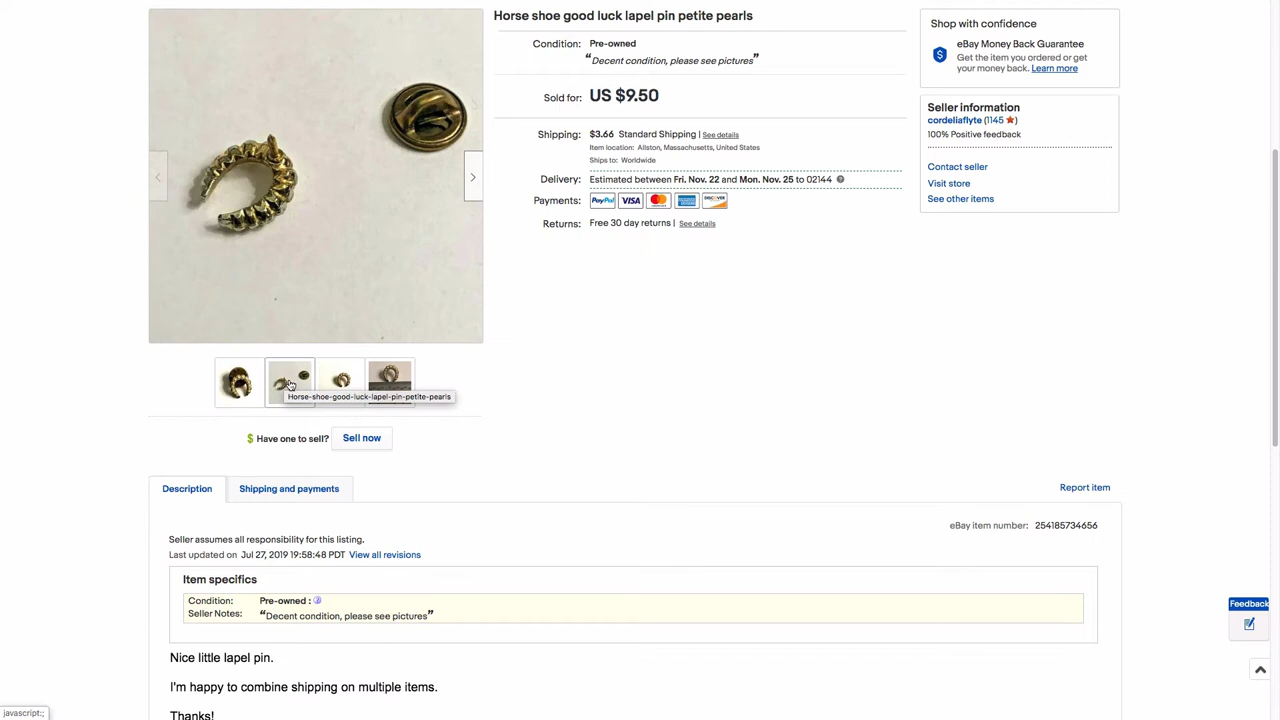 Horse shoe good luck lapel pin petite pearls
Condition: Pre-owned
“Decent condition, please see pictures”
Sold for: US $9.50
Shipping: $3.66 Standard Shipping | See details
Item location: Allston, Massachusetts, United States
Ships to: Worldwide
Delivery: Estimated between Fri. Nov. 22 and Mon. Nov. 25 to 02144
Payments: PayPal VISA MasterCard AMERICAN EXPRESS DISCOVER
Returns: Free 30 day returns | See details
Shop with confidence
eBay Money Back Guarantee
Get the item you ordered or get
your money back. Learn more
Seller information
cordeliaflyte (1145 )
100% Positive feedback
Contact seller
Visit store
See other items
Horse-shoe-good-luck-lapel-pin-petite-pearls
$ Have one to sell? Sell now
Description Shipping and payments Report item
eBay item number: 254185734656
Seller assumes all responsibility for this listing.
Last updated on Jul 27, 2019 19:58:48 PDT View all revisions
Item specifics
Condition: Pre-owned :
Seller Notes: “Decent condition, please see pictures”
Nice little lapel pin.
I'm happy to combine shipping on multiple items.
Thanks!
Feedback
javascript:;